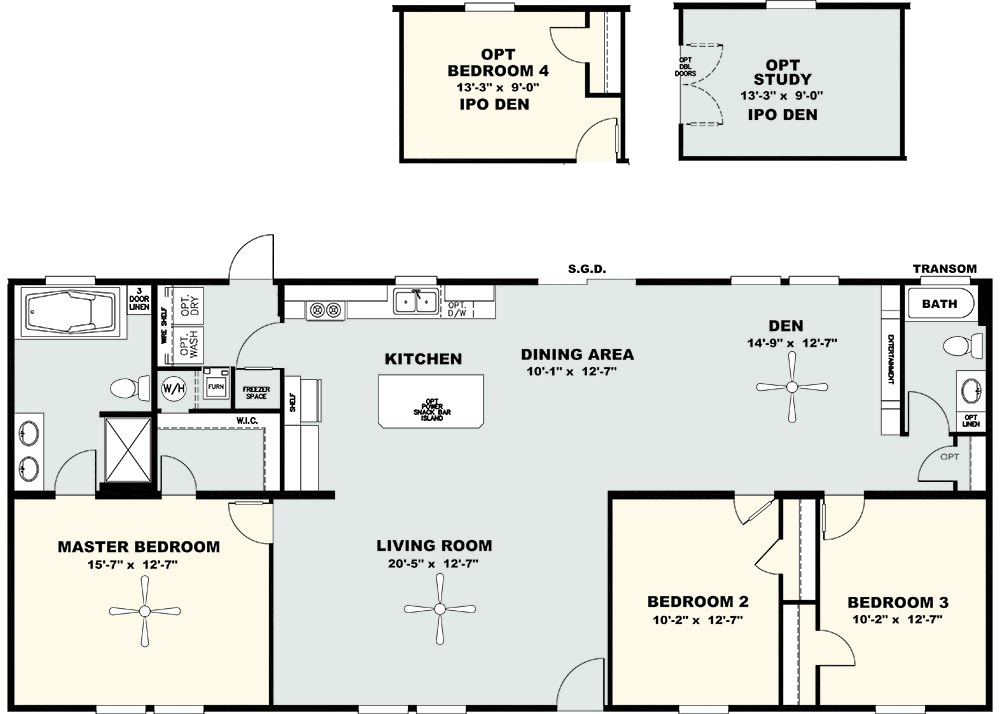 OPT
BEDROOM 4
13'-3" x 9'-0"
IPO DEN
OPT
DBL
DOORS
OPT
STUDY
13'-3" x 9'-0"
IPO DEN
S.G.D.
TRANSOM
3
DOOR
LINEN
WIRE SHELF
OPT.
DRY
OPT.
WASH
W/H
FURN
FREEZER
SPACE
W.I.C.
SHELF
OPT.
D/W
KITCHEN
OPT
POWER
SNACK BAR
ISLAND
DINING AREA
10'-1" x 12'-7"
DEN
14'-9" x 12'-7"
ENTERTAINMENT
BATH
OPT
LINEN
OPT
MASTER BEDROOM
15'-7" x 12'-7"
LIVING ROOM
20'-5" x 12'-7"
BEDROOM 2
10'-2" x 12'-7"
BEDROOM 3
10'-2" x 12'-7"